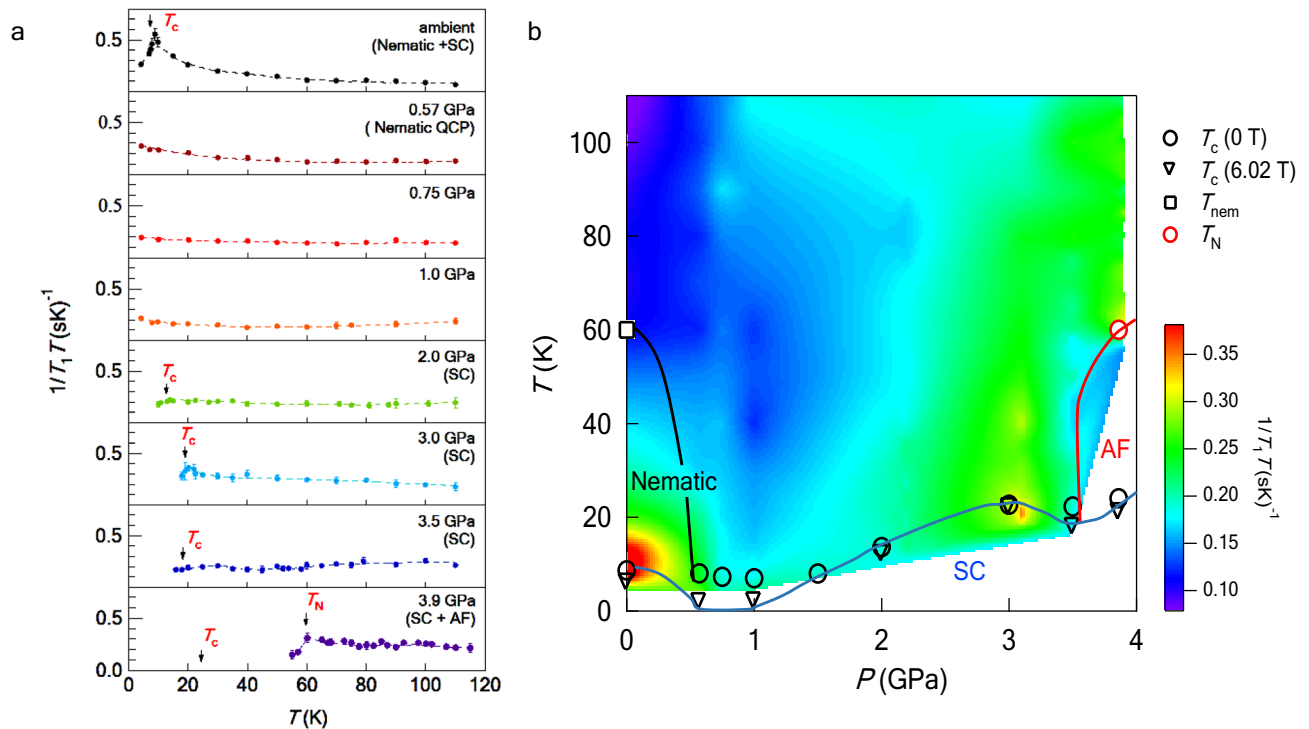 a
T_c
ambient
(Nematic +SC)
0.5
0.57 GPa
( Nematic QCP)
0.5
0.75 GPa
0.5
1.0 GPa
0.5
T_c
2.0 GPa
(SC)
0.5
T_c
3.0 GPa
(SC)
0.5
T_c
3.5 GPa
(SC)
0.5
T_N
3.9 GPa
(SC + AF)
0.5
T_c
0.0
0 20 40 60 80 100 120
T (K)
1/T_1 T (sK)^-1
b
100
80
60
40
20
0
T (K)
Nematic
SC
AF
0 1 2 3 4
P (GPa)
T_c (0 T)
T_c (6.02 T)
T_nem
T_N
0.35
0.30
0.25
0.20
0.15
0.10
1/T_1 T (sK)^-1